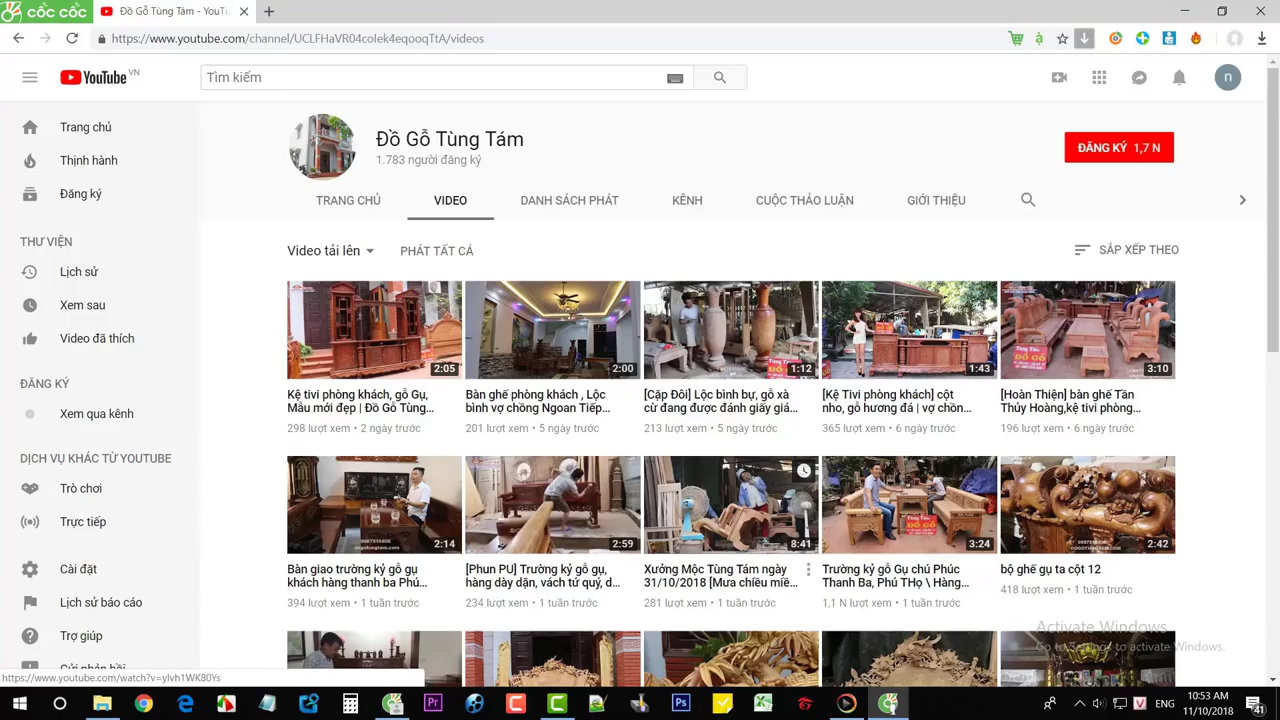 cốc cốc
Đồ Gỗ Tùng Tám - YouTu
https://www.youtube.com/channel/UCLFHaVR04colek4eqooqTtA/videos
YouTube VN
Tìm kiếm
n
Trang chủ
Thịnh hành
Đăng ký
THƯ VIỆN
Lịch sử
Xem sau
Video đã thích
ĐĂNG KÝ
Xem qua kênh
DỊCH VỤ KHÁC TỪ YOUTUBE
Trò chơi
Trực tiếp
Cài đặt
Lịch sử báo cáo
Trợ giúp
Gửi phản hồi
Đồ Gỗ Tùng Tám
1.783 người đăng ký
ĐĂNG KÝ 1,7 N
TRANG CHỦ VIDEO DANH SÁCH PHÁT KÊNH CUỘC THẢO LUẬN GIỚI THIỆU
Video tải lên PHÁT TẤT CẢ SẮP XẾP THEO
2:05
Kệ tivi phòng khách, gỗ Gụ,
Mẫu mới đẹp | Đồ Gỗ Tùng...
298 lượt xem • 2 ngày trước
2:00
Bàn ghế phòng khách , Lộc
bình vợ chồng Ngoan Tiếp...
201 lượt xem • 5 ngày trước
1:12
[Cặp Đôi] Lộc bình bự, gỗ xà
cừ đang được đánh giấy giá...
213 lượt xem • 5 ngày trước
1:43
[Kệ Tivi phòng khách] cột
nho, gỗ hương đá | vợ chồn...
365 lượt xem • 6 ngày trước
3:10
[Hoàn Thiện] bàn ghế Tần
Thủy Hoàng,kệ tivi phòng...
196 lượt xem • 6 ngày trước
2:14
Bàn giao trường kỷ gỗ gụ
khách hàng thanh ba Phú...
394 lượt xem • 1 tuần trước
2:59
[Phun PU] Trường kỷ gỗ gụ,
hàng dày dặn, vách tứ quý, d...
234 lượt xem • 1 tuần trước
8:41
Xưởng Mộc Tùng Tám ngày
31/10/2018 [Mưa chiều miề...
281 lượt xem • 1 tuần trước
3:24
Trường kỷ gỗ Gụ chú Phúc
Thanh Ba, Phú THọ \ Hàng...
1,1 N lượt xem • 1 tuần trước
2:42
bộ ghế gụ ta cột 12
418 lượt xem • 1 tuần trước
Activate Windows
Go to Settings to activate Windows.
https://www.youtube.com/watch?v=ylvh1WK80Ys
ENG
10:53 AM
11/10/2018
41